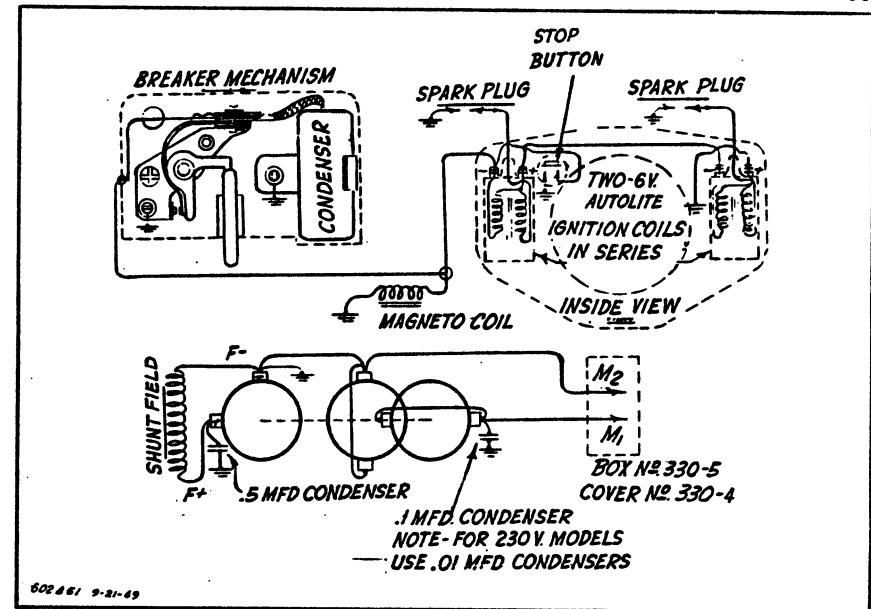 STOP
BUTTON
BREAKER MECHANISM
SPARK PLUG
SPARK PLUG
CONDENSER
TWO-6V.
AUTOLITE
IGNITION COILS
IN SERIES
INSIDE VIEW
MAGNETO COIL
F-
SHUNT FIELD
F+
M2
M1
.5 MFD CONDENSER
BOX Nº 330-5
COVER Nº 330-4
.1 MFD. CONDENSER
NOTE- FOR 230 V. MODELS
USE .01 MFD CONDENSERS
9-21-49